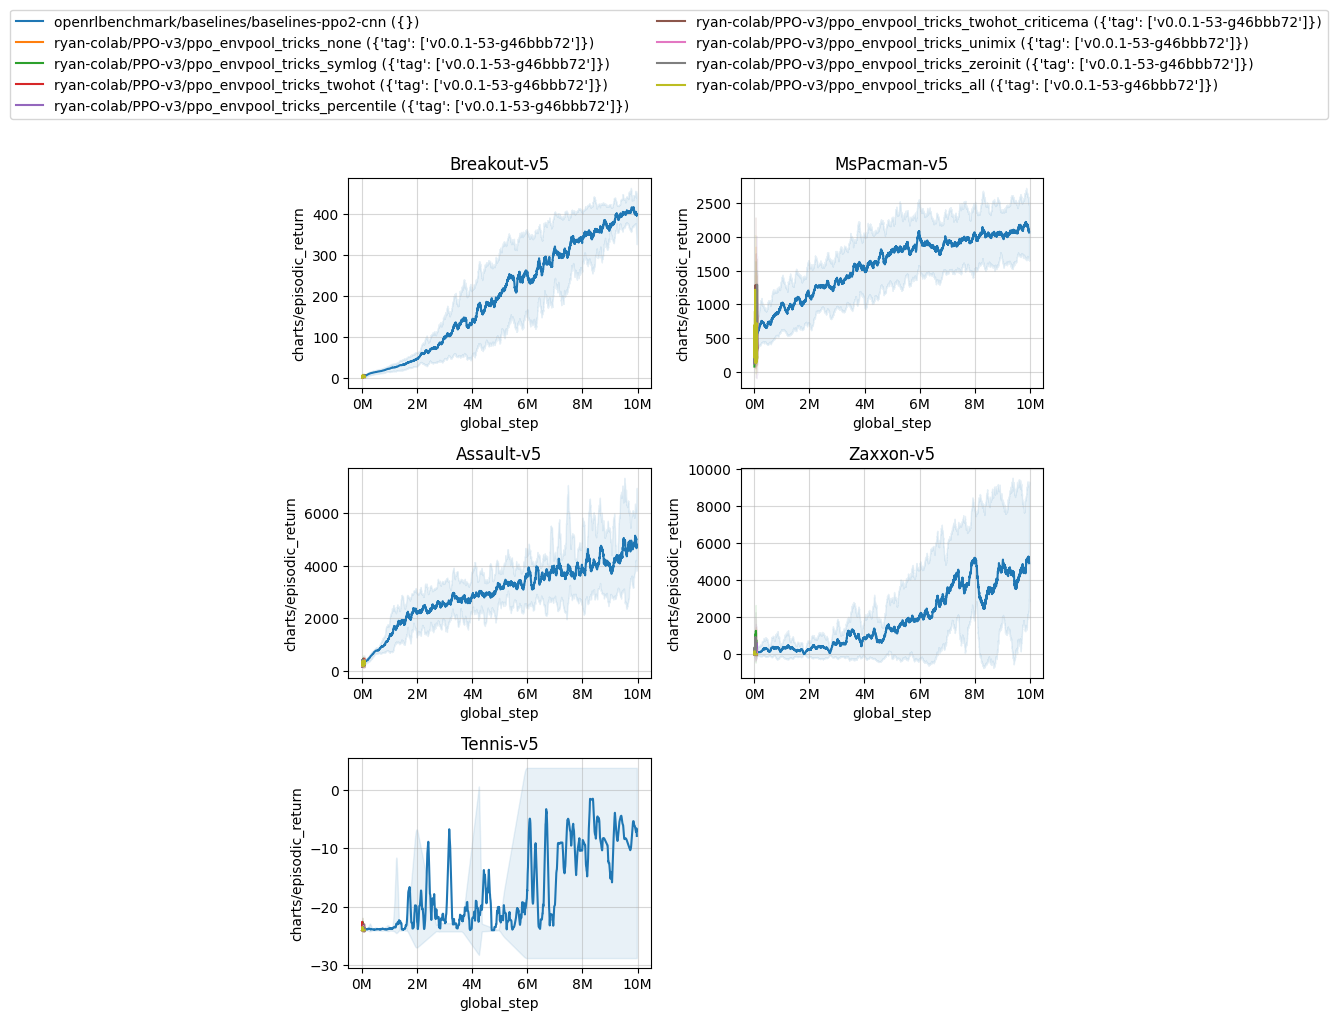 openrlbenchmark/baselines/baselines-ppo2-cnn ({})
ryan-colab/PPO-v3/ppo_envpool_tricks_none ({'tag': ['v0.0.1-53-g46bbb72']})
ryan-colab/PPO-v3/ppo_envpool_tricks_symlog ({'tag': ['v0.0.1-53-g46bbb72']})
ryan-colab/PPO-v3/ppo_envpool_tricks_twohot ({'tag': ['v0.0.1-53-g46bbb72']})
ryan-colab/PPO-v3/ppo_envpool_tricks_percentile ({'tag': ['v0.0.1-53-g46bbb72']})
ryan-colab/PPO-v3/ppo_envpool_tricks_twohot_criticema ({'tag': ['v0.0.1-53-g46bbb72']})
ryan-colab/PPO-v3/ppo_envpool_tricks_unimix ({'tag': ['v0.0.1-53-g46bbb72']})
ryan-colab/PPO-v3/ppo_envpool_tricks_zeroinit ({'tag': ['v0.0.1-53-g46bbb72']})
ryan-colab/PPO-v3/ppo_envpool_tricks_all ({'tag': ['v0.0.1-53-g46bbb72']})
Breakout-v5
charts/episodic_return
400
300
200
100
0
0M 2M 4M 6M 8M 10M
global_step
MsPacman-v5
charts/episodic_return
2500
2000
1500
1000
500
0
0M 2M 4M 6M 8M 10M
global_step
Assault-v5
charts/episodic_return
6000
4000
2000
0
0M 2M 4M 6M 8M 10M
global_step
Zaxxon-v5
charts/episodic_return
10000
8000
6000
4000
2000
0
0M 2M 4M 6M 8M 10M
global_step
Tennis-v5
charts/episodic_return
0
−10
−20
−30
0M 2M 4M 6M 8M 10M
global_step